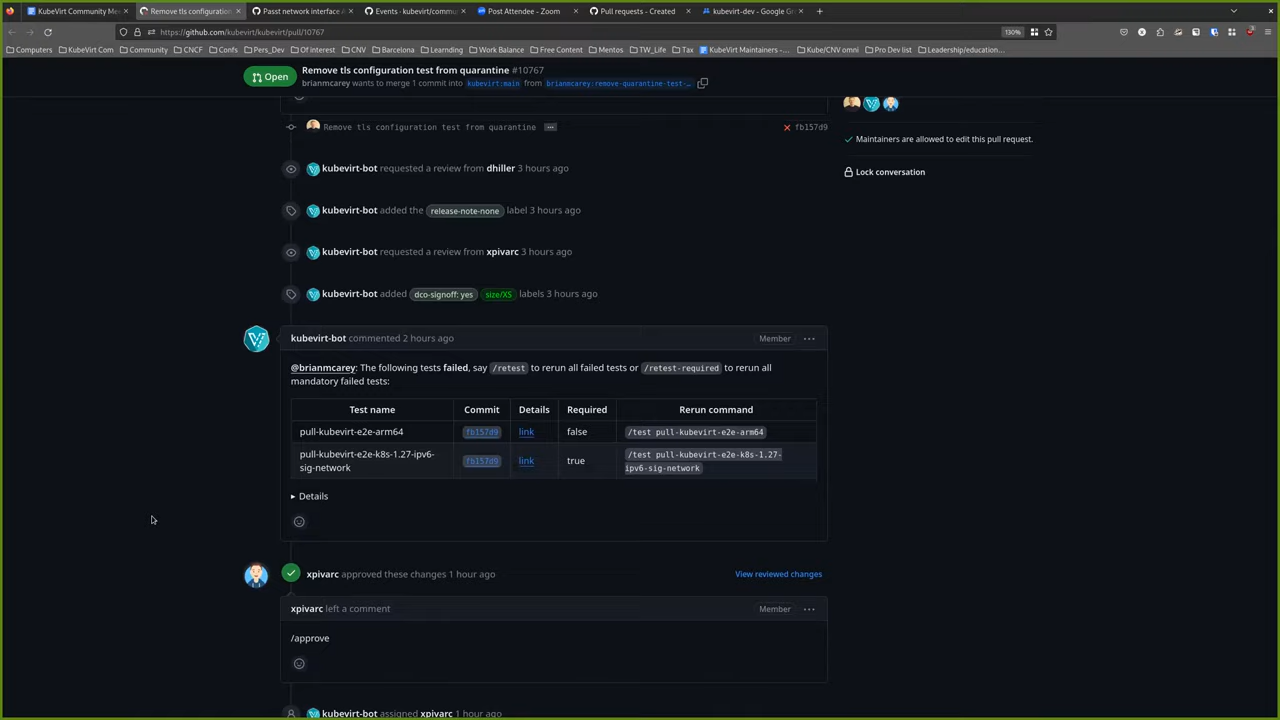 KubeVirt Community Me
Remove tls configuration
Passt network interface
Events · kubevirt/commu
Post Attendee - Zoom
Pull requests - Created
kubevirt-dev - Google Gr
https://github.com/kubevirt/kubevirt/pull/10767
130%
Computers
KubeVirt Com
Community
CNCF
Confs
Pers_Dev
Of interest
CNV
Barcelona
Learnding
Work Balance
Free Content
Mentos
TW_Life
Tax
KubeVirt Maintainers -...
Kube/CNV omni
Pro Dev list
Leadership/education...
Open
Remove tls configuration test from quarantine #10767
brianmcarey wants to merge 1 commit into kubevirt:main from brianmcarey:remove-quarantine-test-…
Remove tls configuration test from quarantine
fb157d9
Maintainers are allowed to edit this pull request.
kubevirt-bot requested a review from dhiller 3 hours ago
Lock conversation
kubevirt-bot added the release-note-none label 3 hours ago
kubevirt-bot requested a review from xpivarc 3 hours ago
kubevirt-bot added dco-signoff: yes size/XS labels 3 hours ago
kubevirt-bot commented 2 hours ago
Member
@brianmcarey: The following tests failed, say /retest to rerun all failed tests or /retest-required to rerun all
mandatory failed tests:
Test name Commit Details Required Rerun command
pull-kubevirt-e2e-arm64 fb157d9 link false /test pull-kubevirt-e2e-arm64
pull-kubevirt-e2e-k8s-1.27-ipv6-
sig-network
fb157d9 link true
/test pull-kubevirt-e2e-k8s-1.27-
ipv6-sig-network
Details
xpivarc approved these changes 1 hour ago
View reviewed changes
xpivarc left a comment
Member
/approve
kubevirt-bot assigned xpivarc 1 hour ago